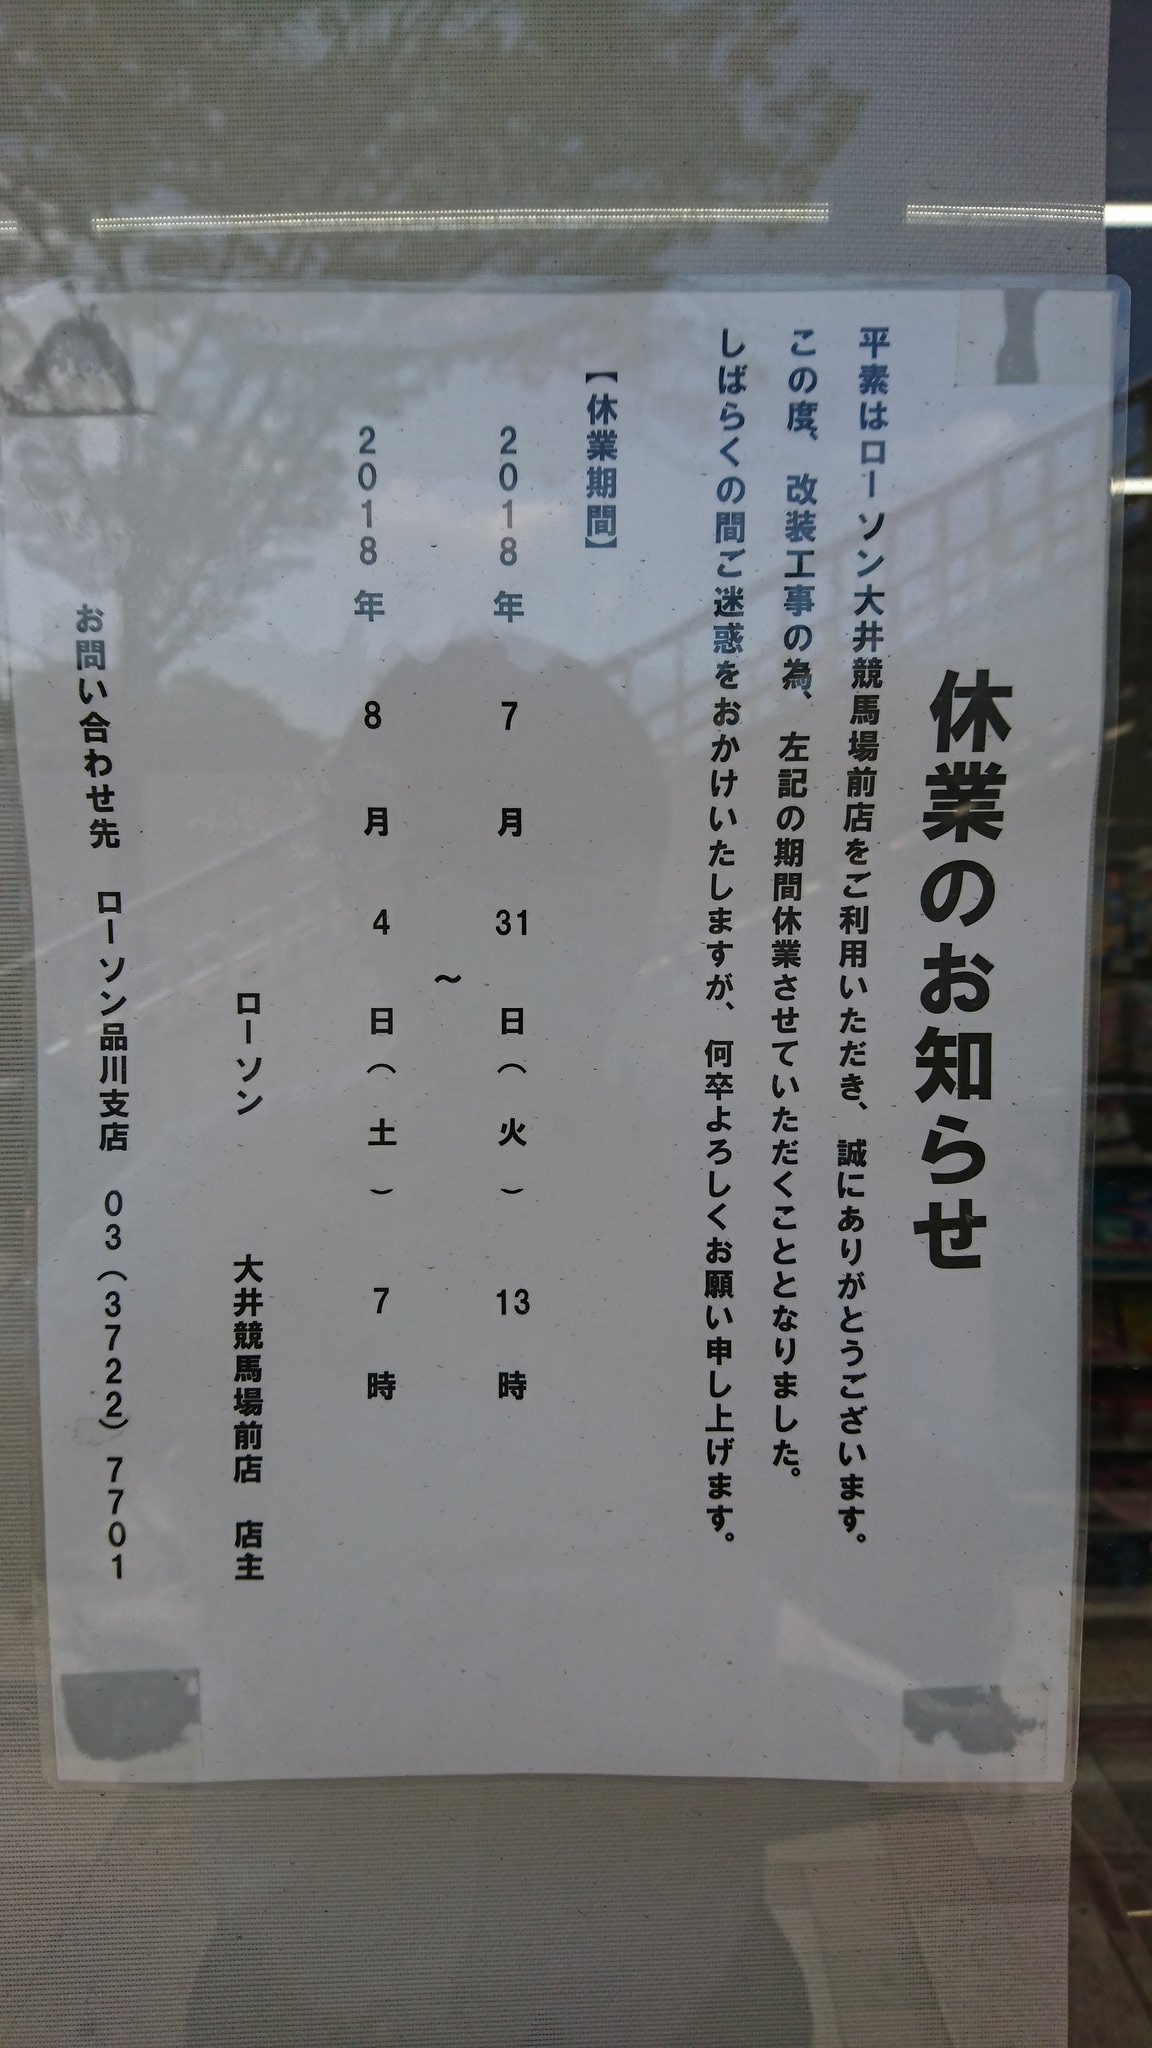 休業のお知らせ
平素はローソン大井競馬場前店をご利用いただき、誠にありがとうございます。
この度、改装工事の為、左記の期間休業させていただくこととなりました。
しばらくの間ご迷惑をおかけいたしますが、何卒よろしくお願い申し上げます。
【休業期間】
2018年 7月31日(火) 13時
〜
2018年 8月4日(土) 7時
ローソン 大井競馬場前店 店主
お問い合わせ先 ローソン品川支店 03(3722)7701